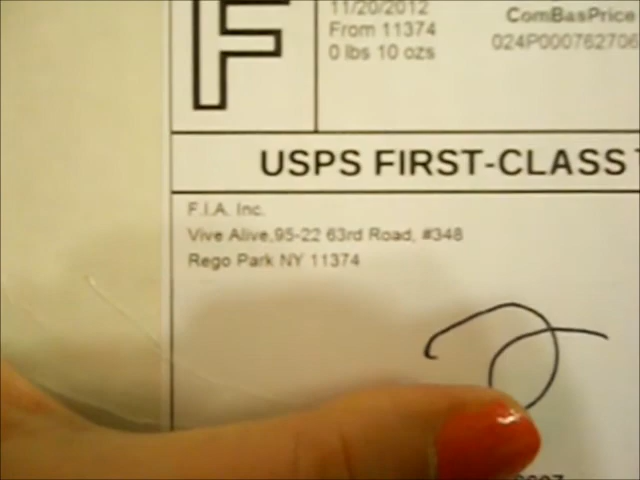 F
11/20/2012
From 11374
0 lbs 10 ozs
ComBasPrice
024P000762706
USPS FIRST-CLASS
F.I.A. Inc.
Vive Alive,95-22 63rd Road, #348
Rego Park NY 11374